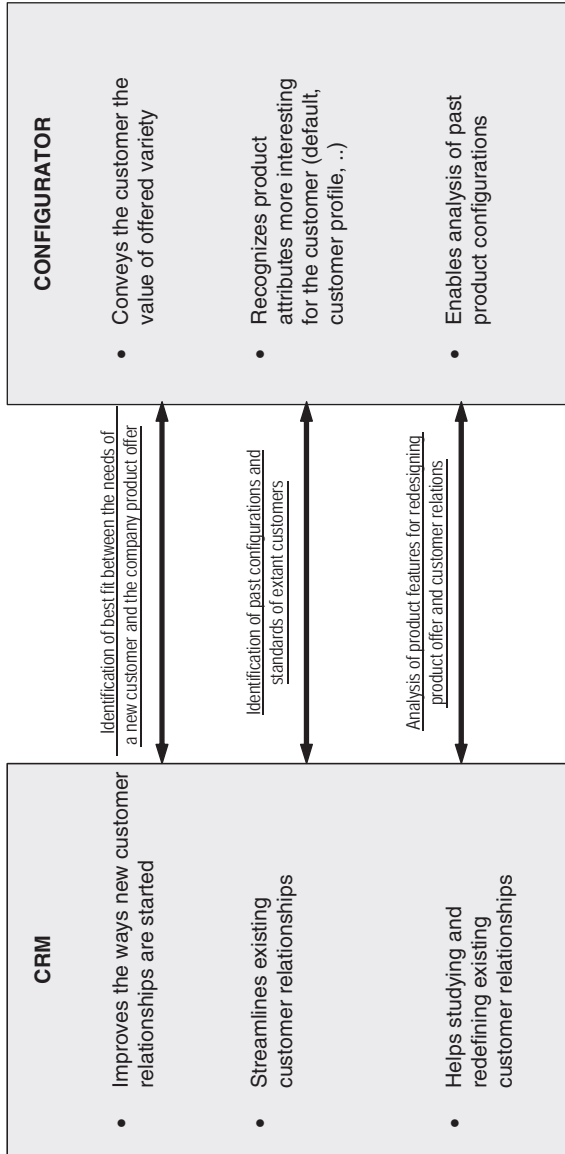 CRM
• Improves the ways new customer
relationships are started
• Streamlines existing
customer relationships
• Helps studying and
redefining existing
customer relationships
Identification of best fit between the needs of
a new customer and the company product offer
Identification of past configurations and
standards of extant customers
Analysis of product features for redesigning
product offer and customer relations
CONFIGURATOR
• Conveys the customer the
value of offered variety
• Recognizes product
attributes more interesting
for the customer (default,
customer profile, ..)
• Enables analysis of past
product configurations